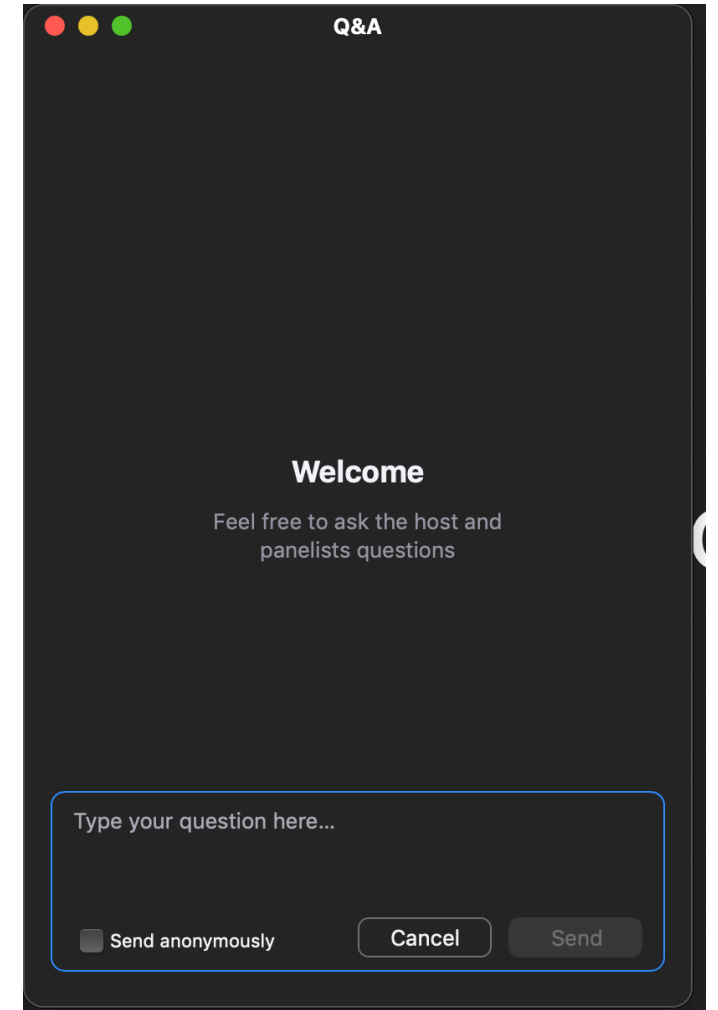 Q&A
Welcome
Feel free to ask the host and
panelists questions
Type your question here...
Send anonymously
Cancel
Send